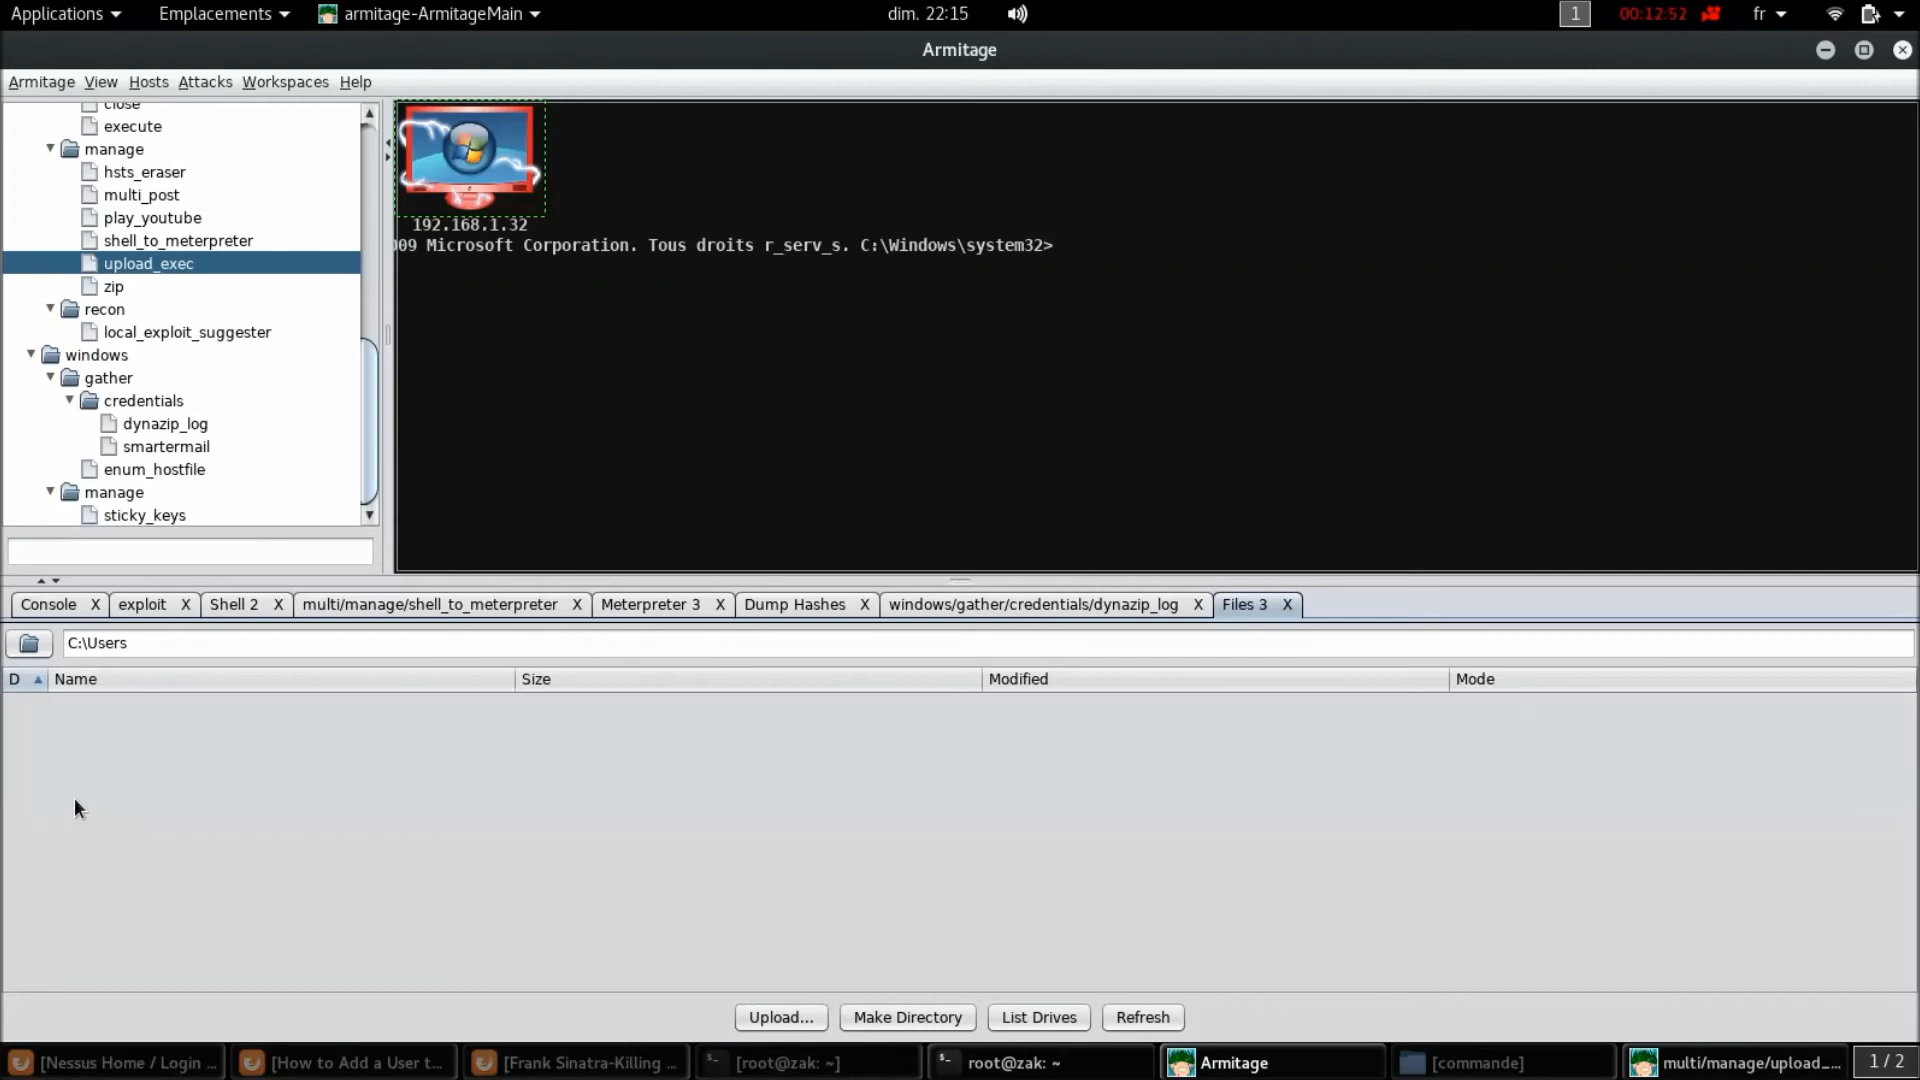 Applications Emplacements armitage-ArmitageMain dim. 22:15 1 00:12:52 fr
Armitage
Armitage View Hosts Attacks Workspaces Help
close
execute
manage
hsts_eraser
multi_post
play_youtube
shell_to_meterpreter
upload_exec
zip
recon
local_exploit_suggester
windows
gather
credentials
dynazip_log
smartermail
enum_hostfile
manage
sticky_keys
192.168.1.32
009 Microsoft Corporation. Tous droits r_serv_s. C:\Windows\system32>
Console X exploit X Shell 2 X multi/manage/shell_to_meterpreter X Meterpreter 3 X Dump Hashes X windows/gather/credentials/dynazip_log X Files 3 X
C:\Users
D Name Size Modified Mode
Upload... Make Directory List Drives Refresh
[Nessus Home / Login ... [How to Add a User t... [Frank Sinatra-Killing ... [root@zak: ~] root@zak: ~ Armitage [commande] multi/manage/upload_... 1 / 2